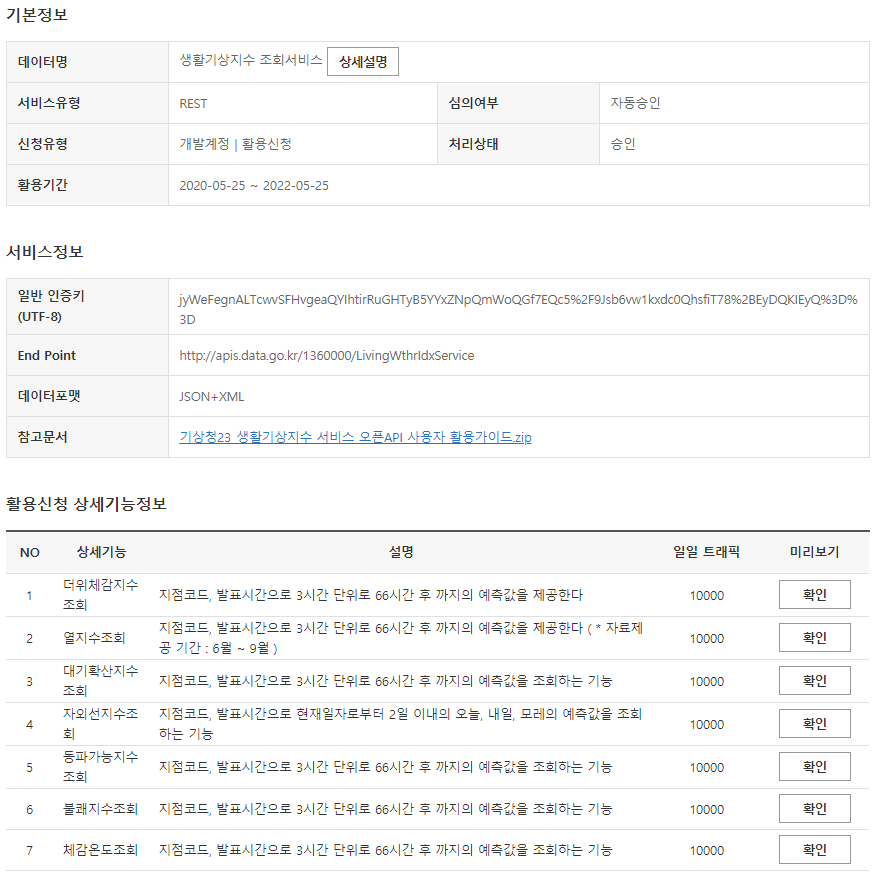 기본정보
데이터명 생활기상지수 조회서비스 상세설명
서비스유형 REST 심의여부 자동승인
신청유형 개발계정 | 활용신청 처리상태 승인
활용기간 2020-05-25 ~ 2022-05-25
서비스정보
일반 인증키
(UTF-8)
jyWeFegnALTcwvSFHvgeaQYIhtirRuGHTyB5YYxZNpQmWoQGf7EQc5%2F9Jsb6vw1kxdc0QhsfiT78%2BEyDQKIEyQ%3D%
3D
End Point http://apis.data.go.kr/1360000/LivingWthrIdxService
데이터포맷 JSON+XML
참고문서 기상청23_생활기상지수 서비스 오픈API 사용자 활용가이드.zip
활용신청 상세기능정보
NO 상세기능 설명 일일 트래픽 미리보기
1 더위체감지수
조회
지점코드, 발표시간으로 3시간 단위로 66시간 후 까지의 예측값을 제공한다 10000 확인
2 열지수조회 지점코드, 발표시간으로 3시간 단위로 66시간 후 까지의 예측값을 제공한다 ( * 자료제
공 기간 : 6월 ~ 9월 ) 10000 확인
3 대기확산지수
조회
지점코드, 발표시간으로 3시간 단위로 66시간 후 까지의 예측값을 조회하는 기능 10000 확인
4 자외선지수조
회
지점코드, 발표시간으로 현재일자로부터 2일 이내의 오늘, 내일, 모레의 예측값을 조회
하는 기능 10000 확인
5 동파가능지수
조회
지점코드, 발표시간으로 3시간 단위로 66시간 후 까지의 예측값을 조회하는 기능 10000 확인
6 불쾌지수조회 지점코드, 발표시간으로 3시간 단위로 66시간 후 까지의 예측값을 조회하는 기능 10000 확인
7 체감온도조회 지점코드, 발표시간으로 3시간 단위로 66시간 후 까지의 예측값을 조회하는 기능 10000 확인